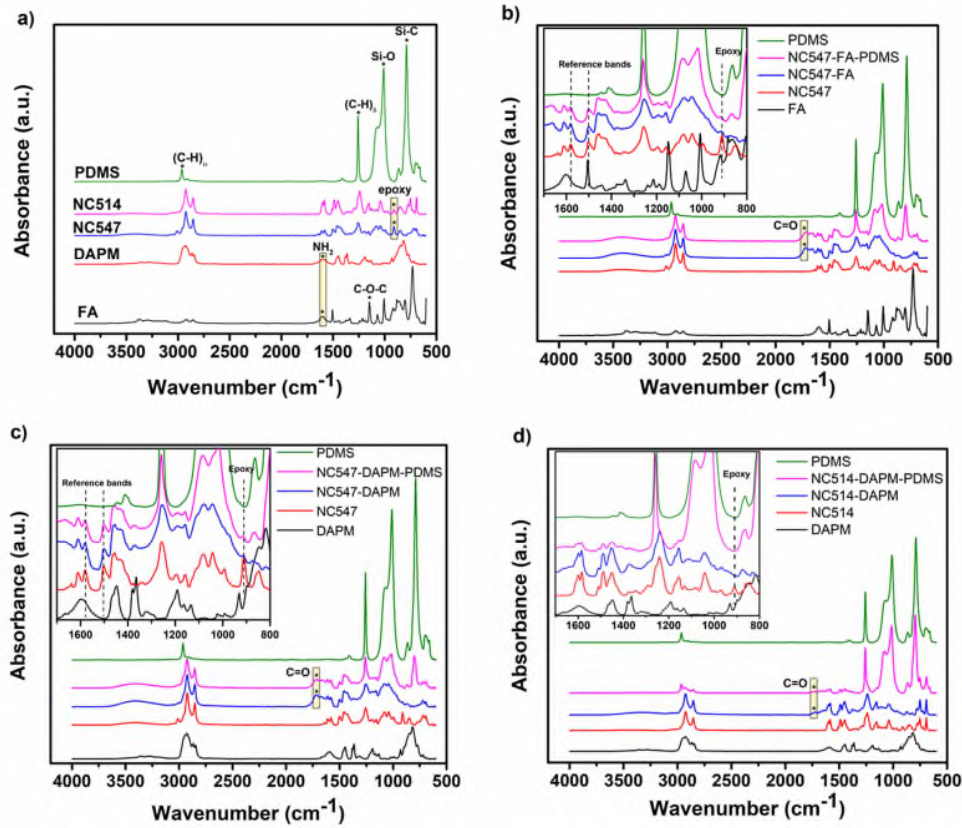 a)
Si-C
Si-O
(C-H)δ
(C-H)υ
PDMS
NC514
epoxy
NC547
DAPM
NH2
C-O-C
FA
Absorbance (a.u.)
4000 3500 3000 2500 2000 1500 1000 500
Wavenumber (cm-1)
b)
Reference bands
Epoxy
PDMS
NC547-FA-PDMS
NC547-FA
NC547
FA
1600 1400 1200 1000 800
C=O
Absorbance (a.u.)
4000 3500 3000 2500 2000 1500 1000 500
Wavenumber (cm-1)
c)
Reference bands
Epoxy
PDMS
NC547-DAPM-PDMS
NC547-DAPM
NC547
DAPM
1600 1400 1200 1000 800
C=O
Absorbance (a.u.)
4000 3500 3000 2500 2000 1500 1000 500
Wavenumber (cm-1)
d)
Epoxy
PDMS
NC514-DAPM-PDMS
NC514-DAPM
NC514
DAPM
1600 1400 1200 1000 800
C=O
Absorbance (a.u.)
4000 3500 3000 2500 2000 1500 1000 500
Wavenumber (cm-1)